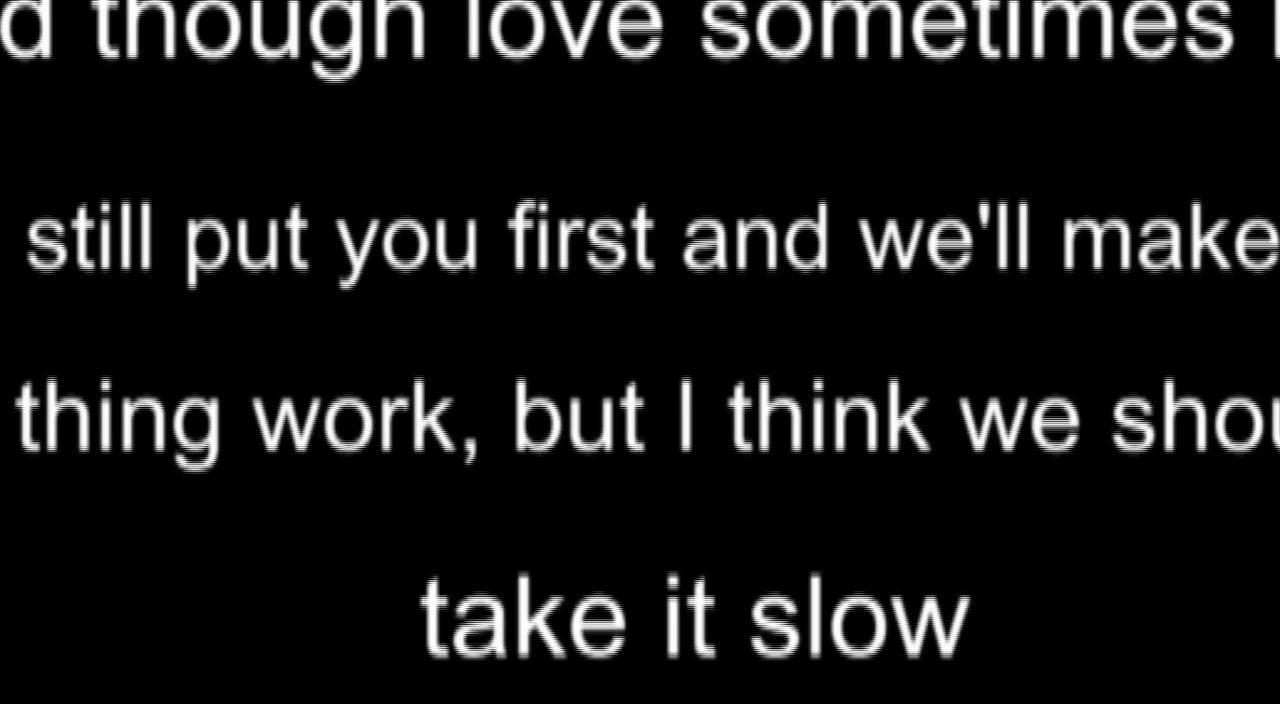 d though love sometimes
still put you first and we'll make
thing work, but I think we shou
take it slow